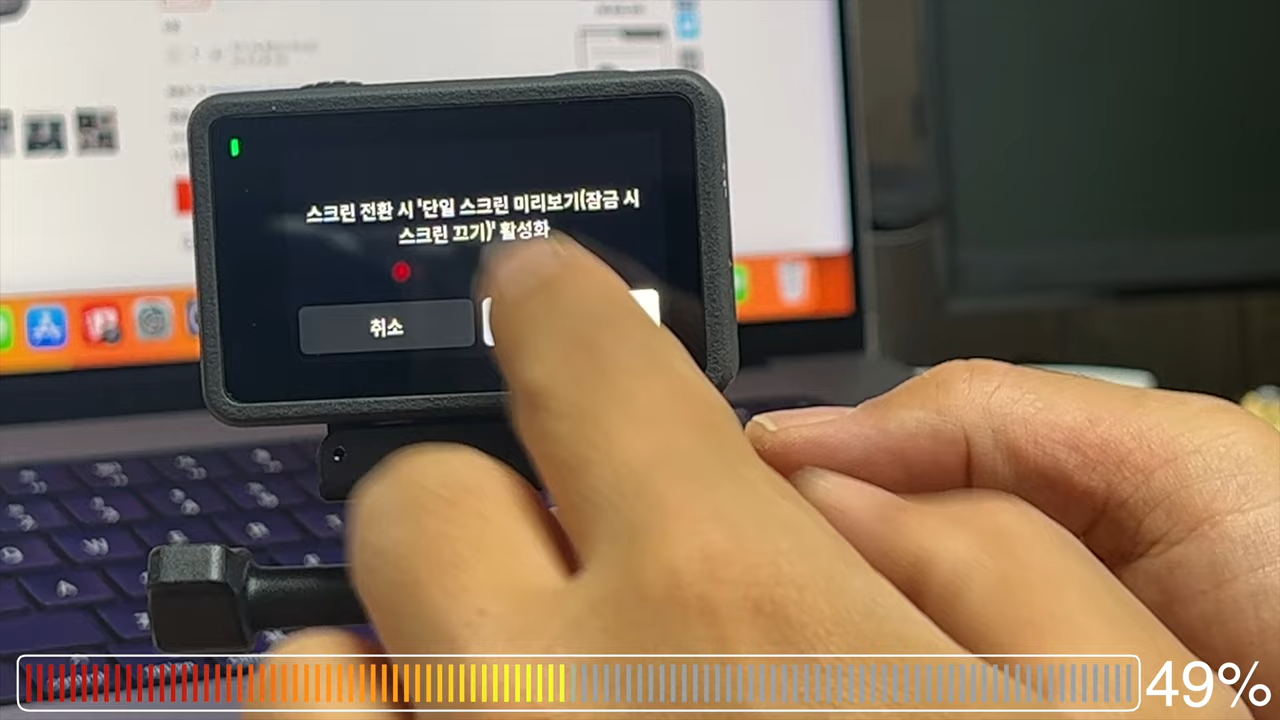 스크린 전환 시 '단일 스크린 미리보기(잠금 시
스크린 끄기)' 활성화
취소
49%